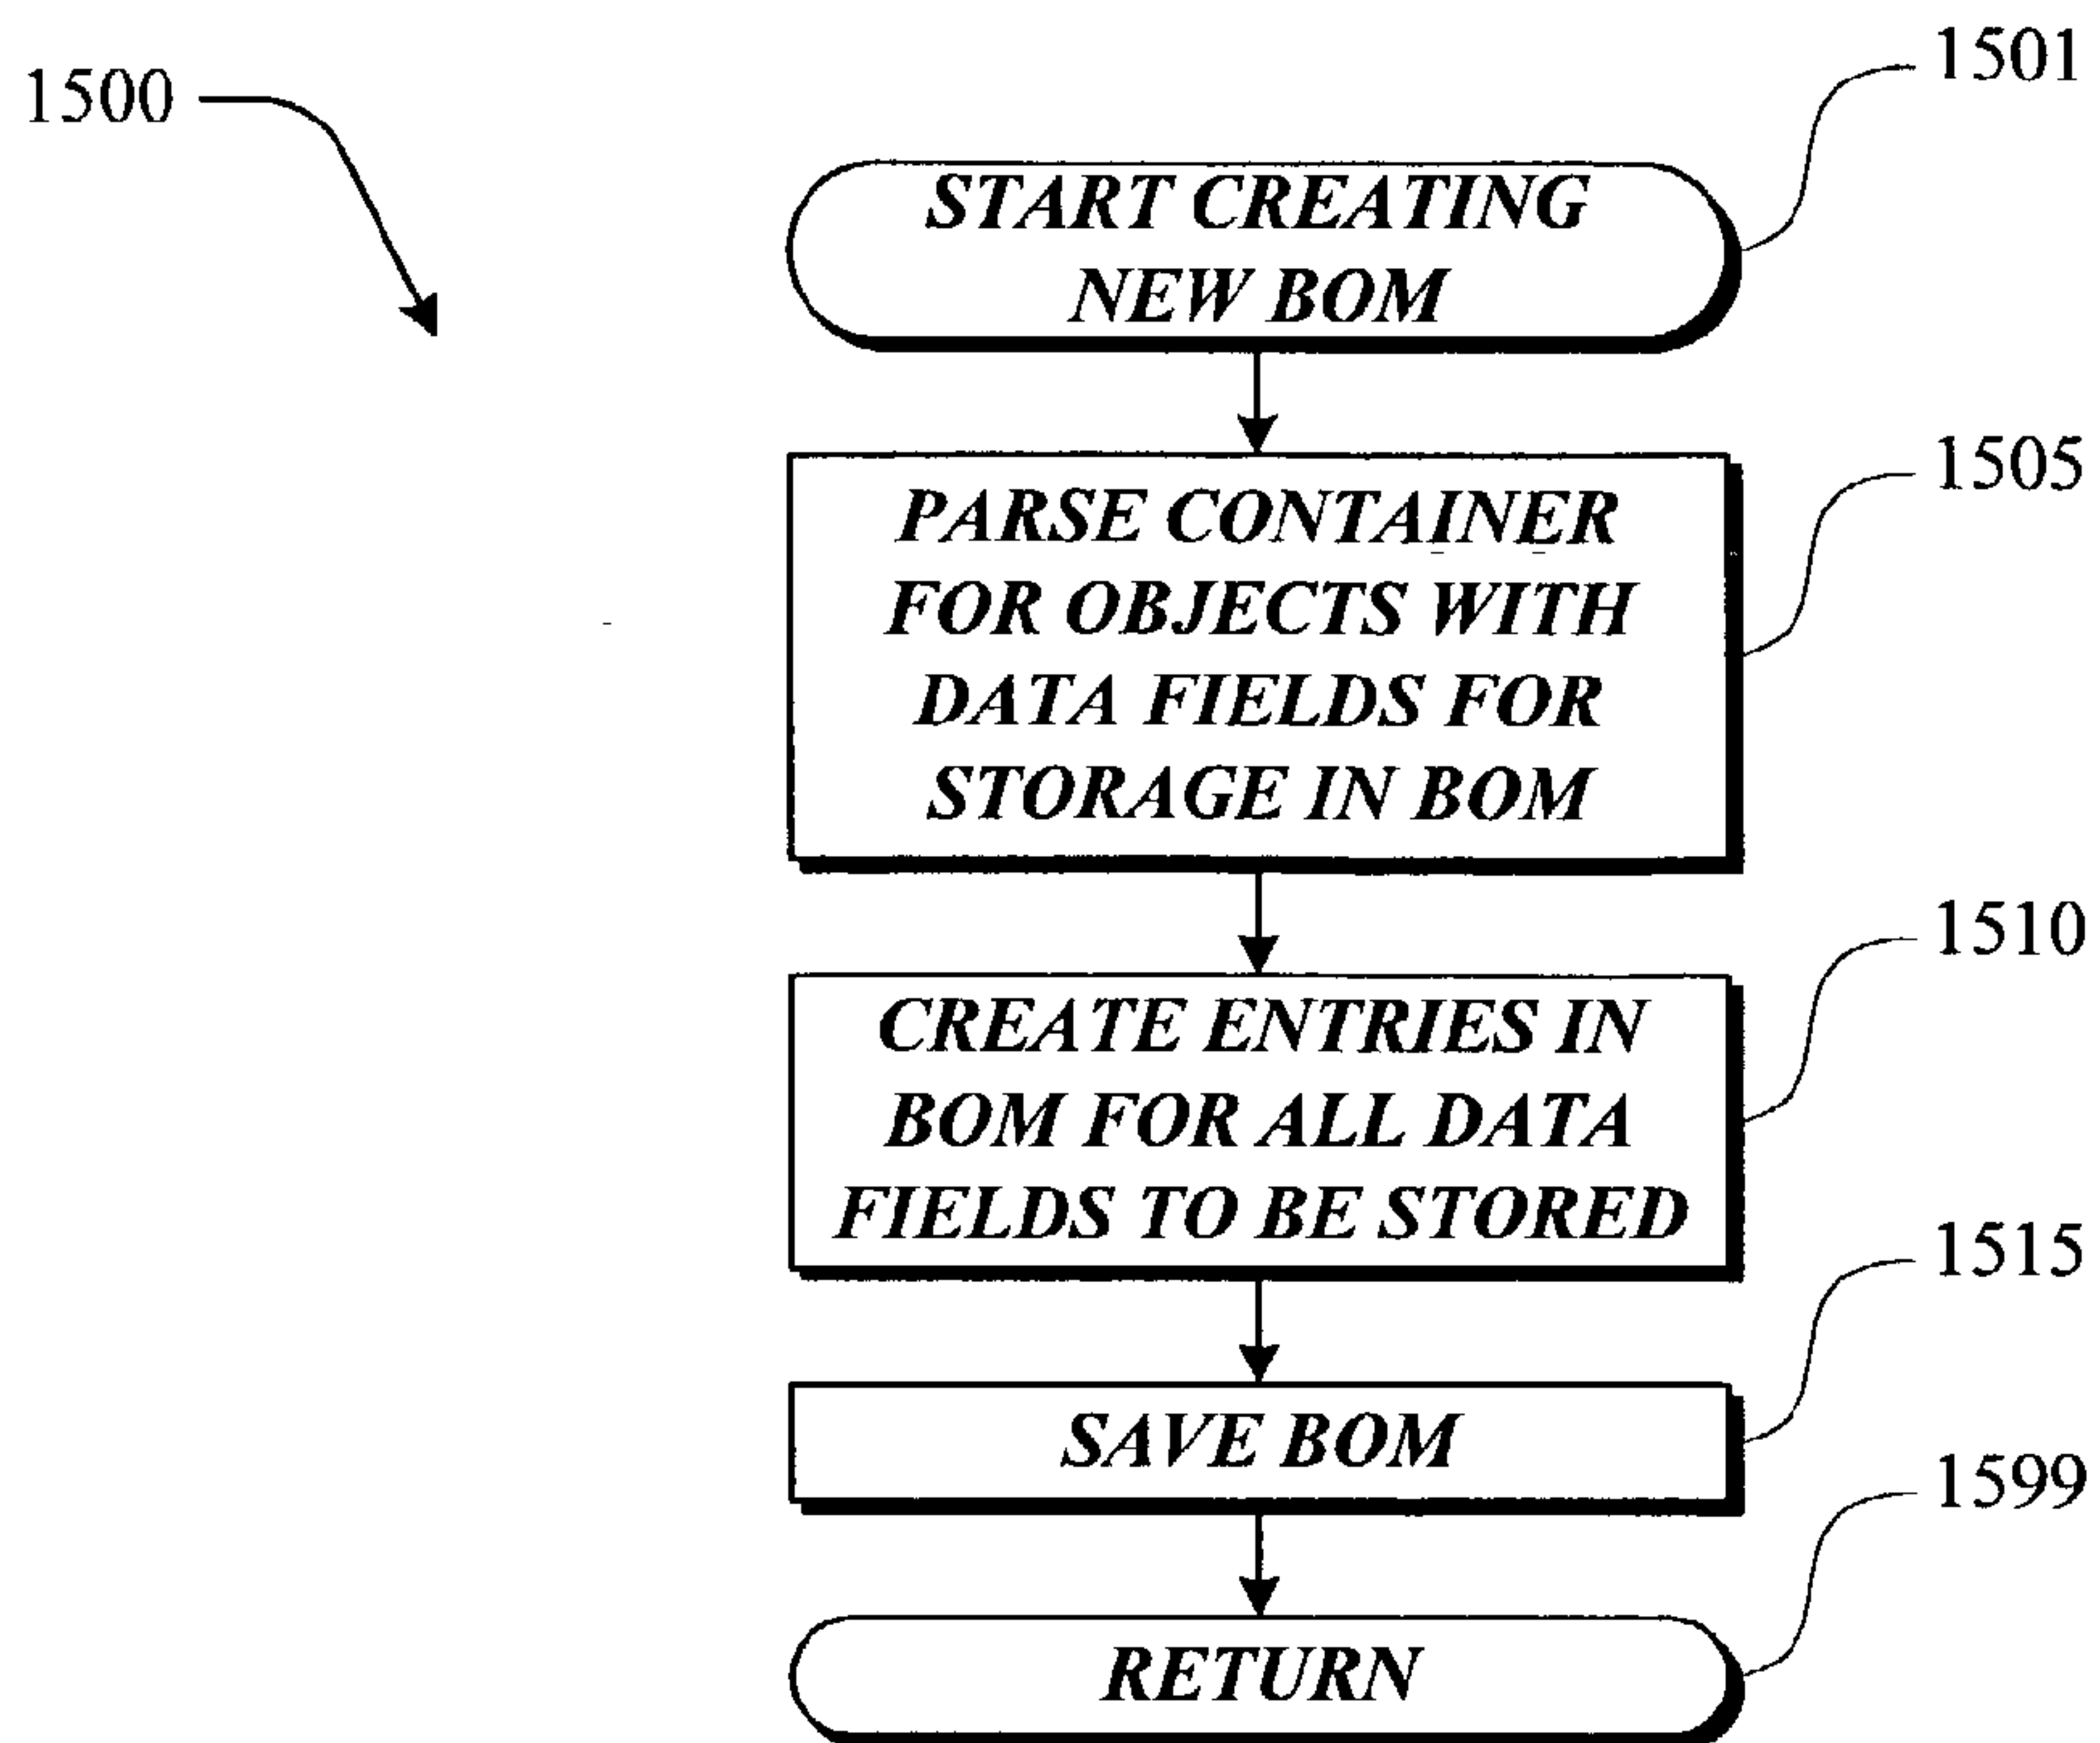 1500
1501
START CREATING
NEW BOM
1505
PARSE CONTAINER
FOR OBJECTS WITH
DATA FIELDS FOR
STORAGE IN BOM
1510
CREATE ENTRIES IN
BOM FOR ALL DATA
FIELDS TO BE STORED
1515
SAVE BOM
1599
RETURN